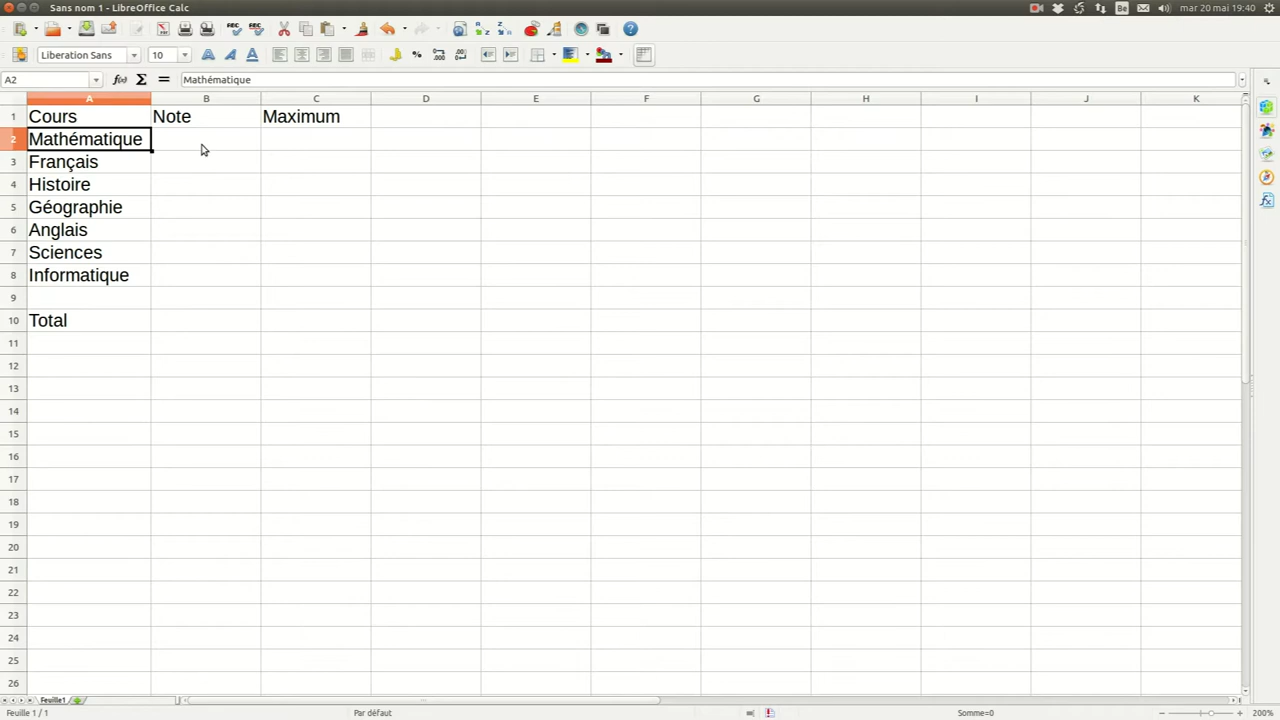 Sans nom 1 - LibreOffice Calc
Be
mar 20 mai 19:40
Liberation Sans
10
A2
Mathématique
A B C D E F G H I J K
1 Cours Note Maximum
2 Mathématique
3 Français
4 Histoire
5 Géographie
6 Anglais
7 Sciences
8 Informatique
9
10 Total
11
12
13
14
15
16
17
18
19
20
21
22
23
24
25
26
Feuille1
Feuille 1 / 1 Par défaut Somme=0 200%